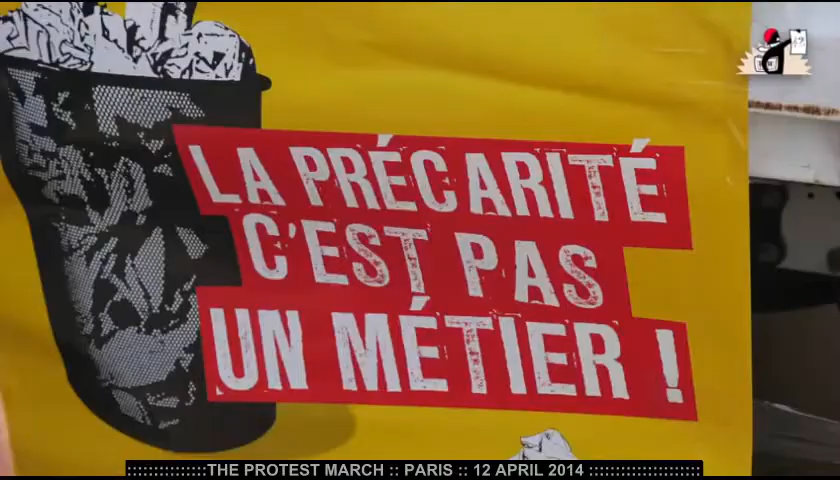 LA PRÉCARITÉ
C'EST PAS
UN MÉTIER !
:::::::::::::::THE PROTEST MARCH :: PARIS :: 12 APRIL 2014 :::::::::::::::::::::